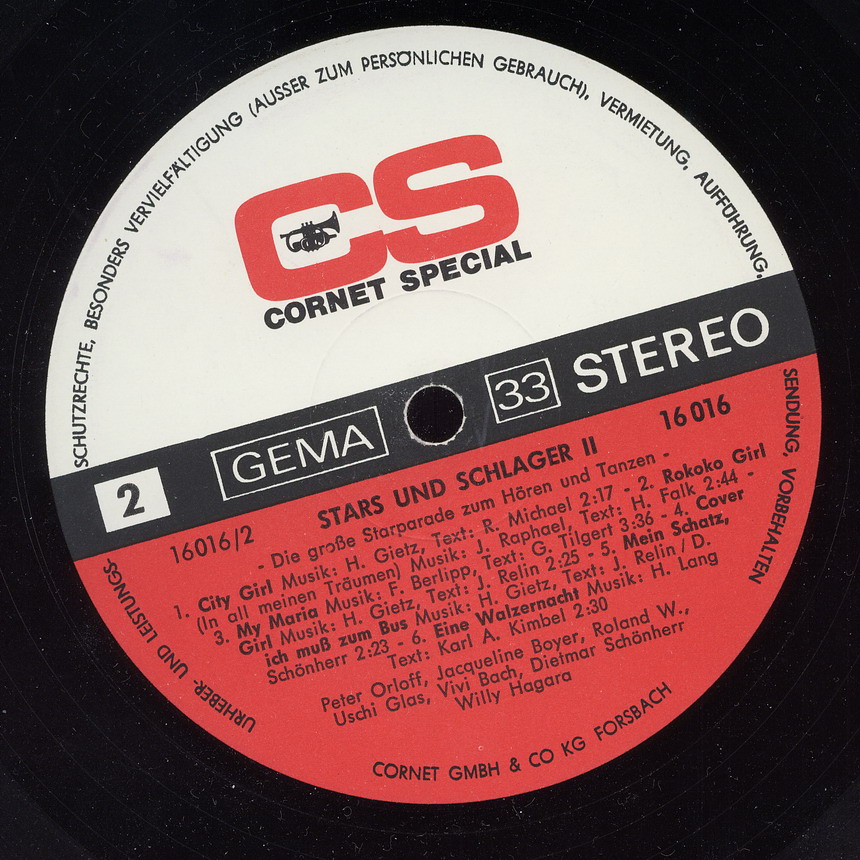 SCHUTZRECHTE, BESONDERS VERVIELFÄLTIGUNG (AUSSER ZUM PERSÖNLICHEN GEBRAUCH), VERMIETUNG, AUFFÜHRUNG,
CS
CORNET SPECIAL
2 GEMA 33 STEREO
16016/2 STARS UND SCHLAGER II 16 016
- Die große Starparade zum Hören und Tanzen -
1. City Girl Musik: H. Gietz, Text: R. Michael 2:17 - 2. Rokoko Girl
(In all meinen Träumen) Musik: J. Raphael, Text: H. Falk 2:44 -
3. My Maria Musik: F. Berlipp, Text: G. Tilgert 3:36 - 4. Cover
Girl Musik: H. Gietz, Text: J. Relin 2:25 - 5. Mein Schatz,
ich muß zum Bus Musik: H. Gietz, Text: J. Relin / D.
Schönherr 2:23 - 6. Eine Walzernacht Musik: H. Lang
Text: Karl A. Kimbel 2:30
Peter Orloff, Jacqueline Boyer, Roland W.,
Uschi Glas, Vivi Bach, Dietmar Schönherr
Willy Hagara
SENDUNG, VORBEHALTEN
CORNET GMBH & CO KG FORSBACH
URHEBER- UND LEISTUNGS-